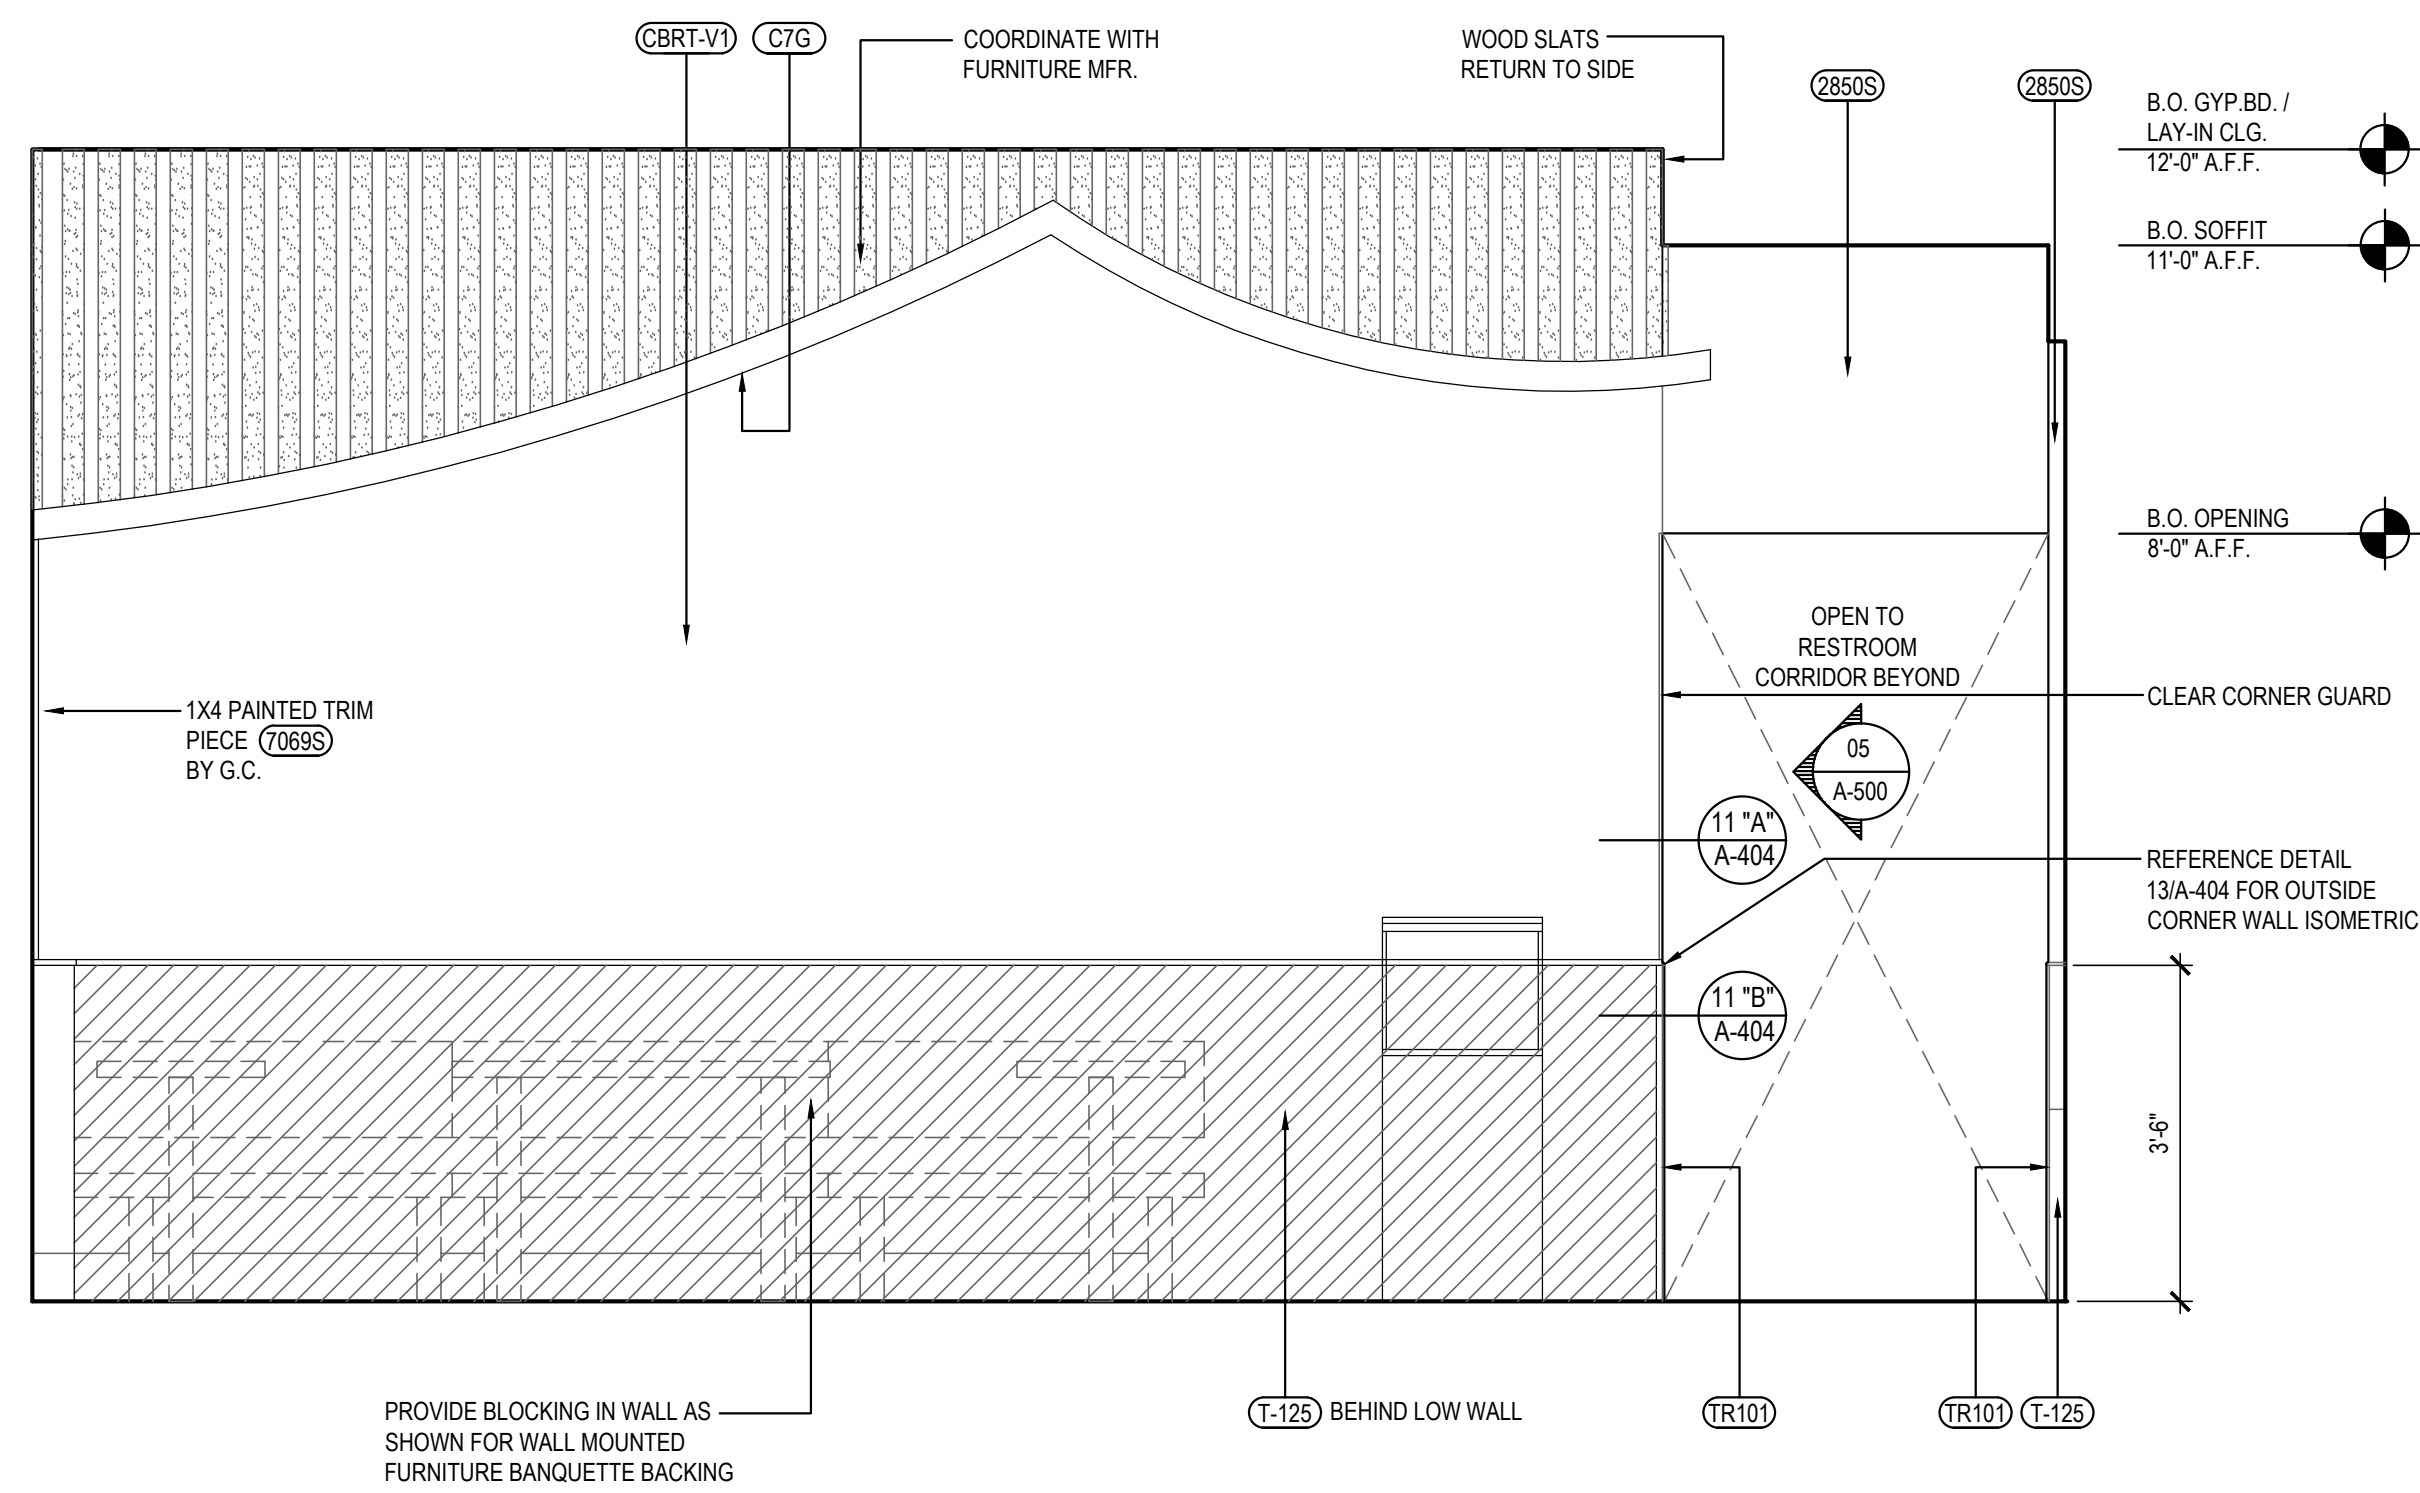 CBRT-V1
C7G
COORDINATE WITH
FURNITURE MFR.
WOOD SLATS
RETURN TO SIDE
2850S
2850S
B.O. GYP.BD. /
LAY-IN CLG.
12'-0" A.F.F.
B.O. SOFFIT
11'-0" A.F.F.
B.O. OPENING
8'-0" A.F.F.
OPEN TO
RESTROOM
CORRIDOR BEYOND
CLEAR CORNER GUARD
1X4 PAINTED TRIM
PIECE 7069S
BY G.C.
05
A-500
11 "A"
A-404
REFERENCE DETAIL
13/A-404 FOR OUTSIDE
CORNER WALL ISOMETRIC
11 "B"
A-404
3'-6"
PROVIDE BLOCKING IN WALL AS
SHOWN FOR WALL MOUNTED
FURNITURE BANQUETTE BACKING
T-125 BEHIND LOW WALL
TR101
TR101
T-125